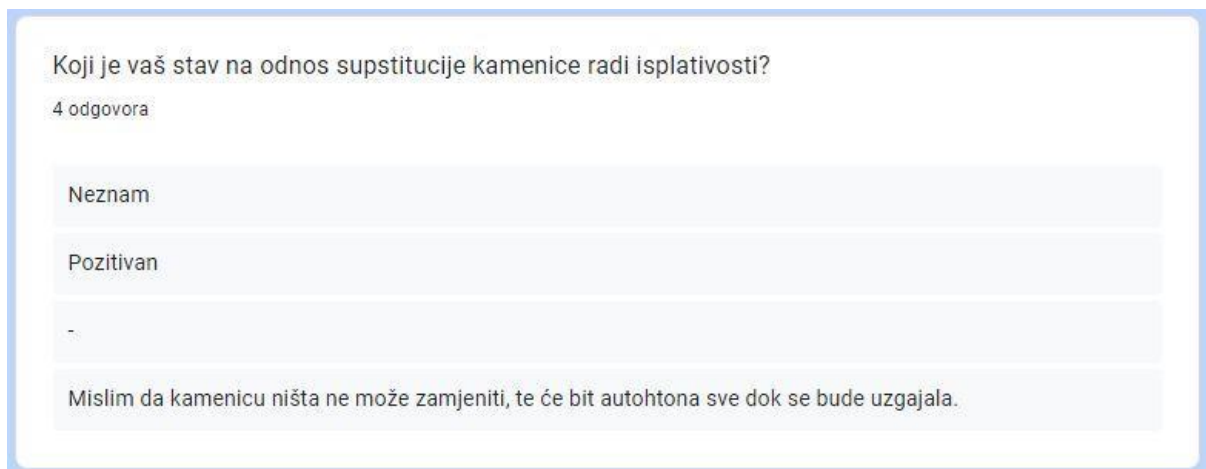 Koji je vaš stav na odnos supstitucije kamenice radi isplativosti?
4 odgovora
Neznam
Pozitivan
-
Mislim da kamenicu ništa ne može zamjeniti, te će bit autohtona sve dok se bude uzgajala.